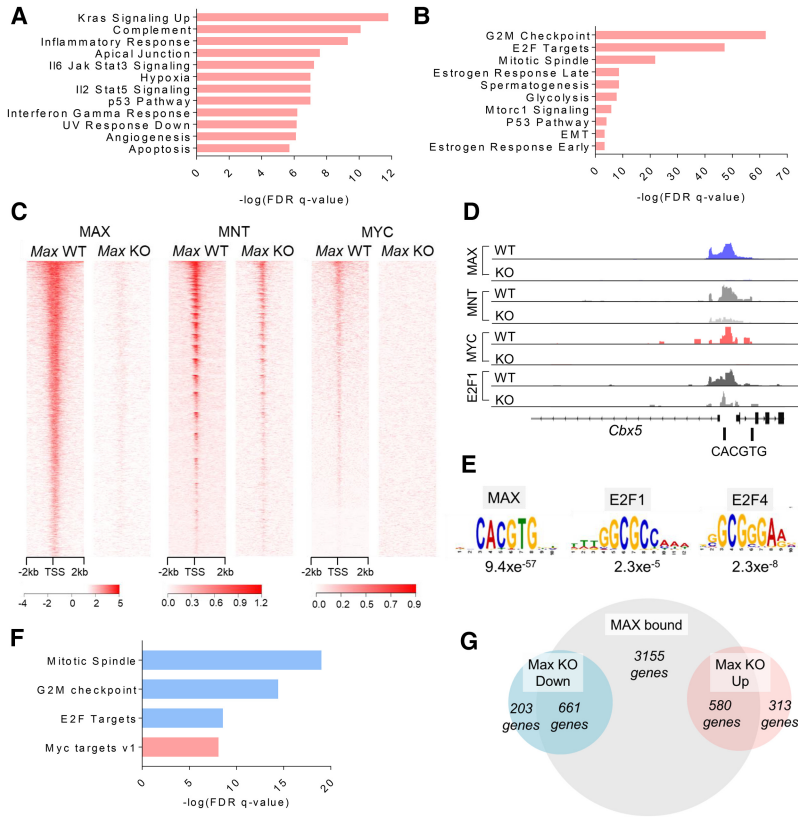 A
Kras Signaling Up
Complement
Inflammatory Response
Apical Junction
Il6 Jak Stat3 Signaling
Hypoxia
Il2 Stat5 Signaling
p53 Pathway
Interferon Gamma Response
UV Response Down
Angiogenesis
Apoptosis
0 2 4 6 8 10 12
-log(FDR q-value)
B
G2M Checkpoint
E2F Targets
Mitotic Spindle
Estrogen Response Late
Spermatogenesis
Glycolysis
Mtorc1 Signaling
P53 Pathway
EMT
Estrogen Response Early
0 10 20 30 40 50 60 70
-log(FDR q-value)
C
MAX MNT MYC
Max WT Max KO Max WT Max KO Max WT Max KO
-2kb TSS 2kb -2kb TSS 2kb -2kb TSS 2kb
-4 -2 0 2 5 0.0 0.3 0.6 0.9 1.2 0.0 0.3 0.6 0.7 0.9
D
MAX WT
KO
MNT WT
KO
MYC WT
KO
E2F1 WT
KO
Cbx5
CACGTG
E
MAX E2F1 E2F4
CACGTG GGCGCC GCGGGAA
9.4xe-57 2.3xe-5 2.3xe-8
F
Mitotic Spindle
G2M checkpoint
E2F Targets
Myc targets v1
0 5 10 15 20
-log(FDR q-value)
G
MAX bound
3155
genes
Max KO
Down
203
genes
661
genes
Max KO
Up
580
genes
313
genes